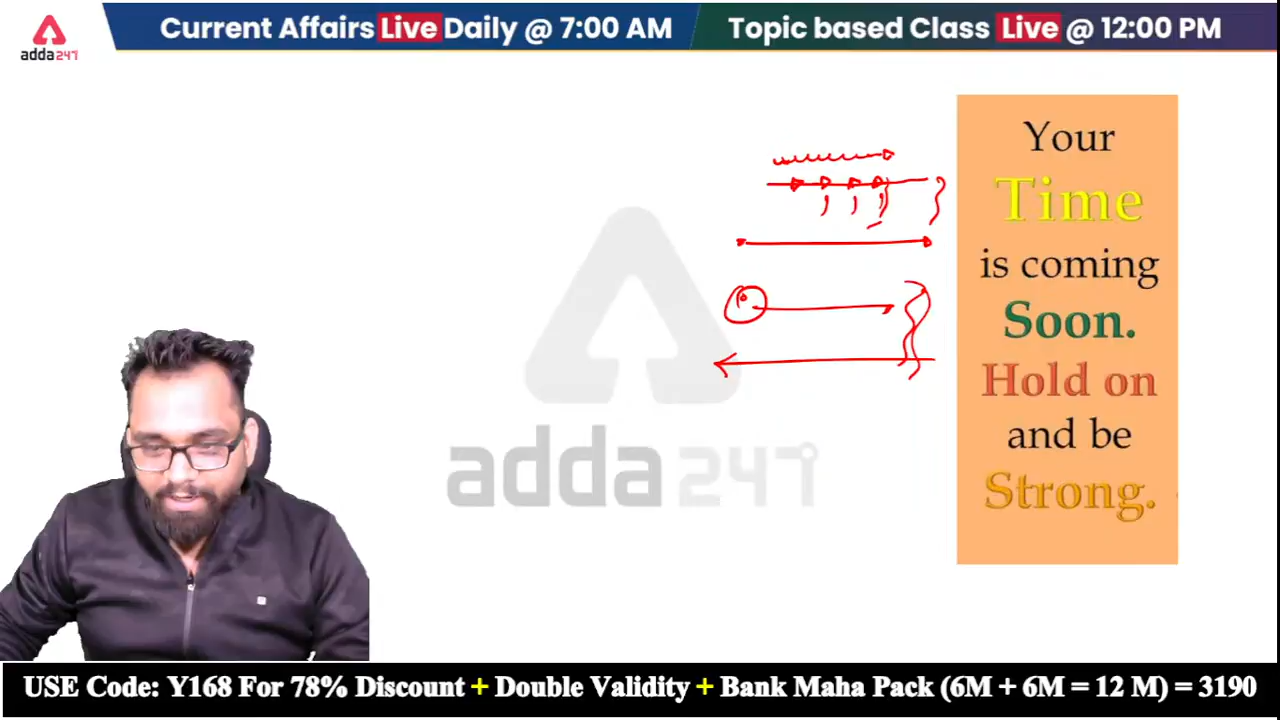 Current Affairs Live Daily @ 7:00 AM
Topic based Class Live @ 12:00 PM
adda247
Your
Time
is coming
Soon.
Hold on
and be
Strong.
adda247
USE Code: Y168 For 78% Discount + Double Validity + Bank Maha Pack (6M + 6M = 12 M) = 3190